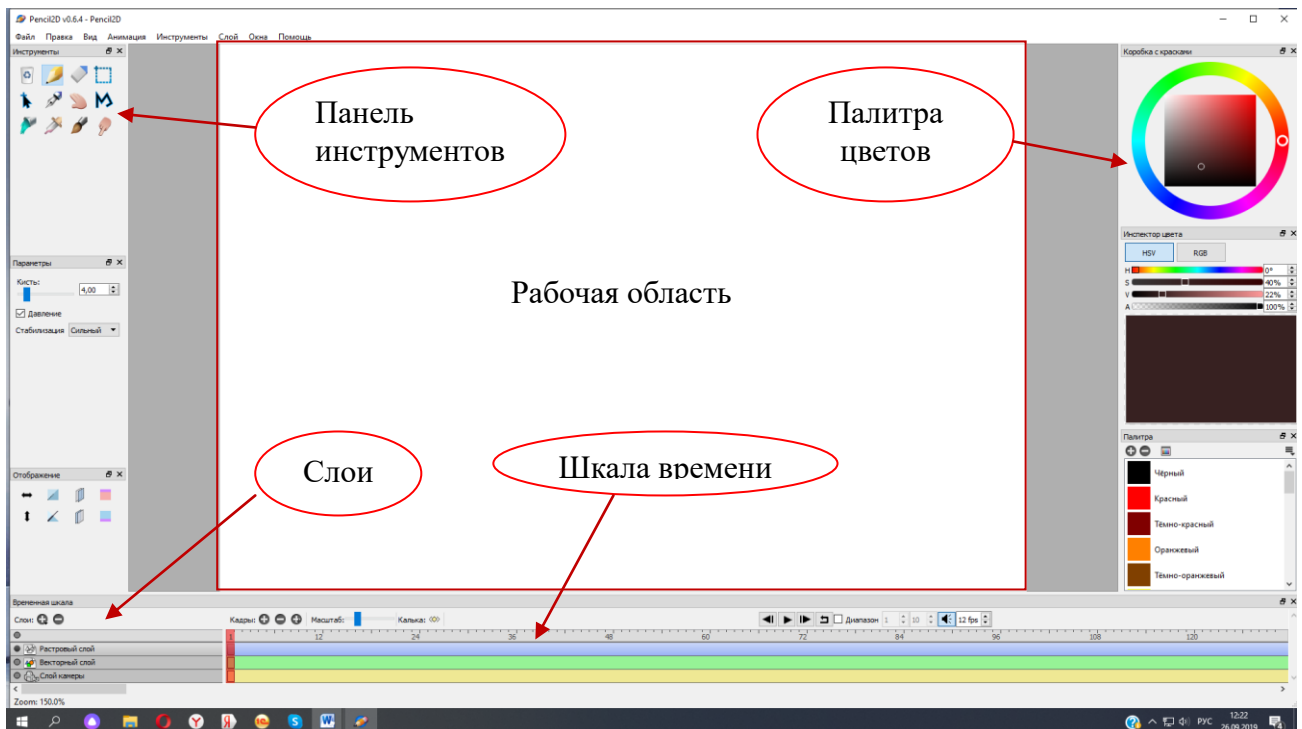 Pencil2D v0.6.4 - Pencil2D
Файл Правка Вид Анимация Инструменты Слой Окна Помощь
Инструменты
Коробка с красками
Панель
инструментов
Палитра
цветов
Инспектор цвета
HSV RGB
H 0°
S 40%
V 22%
A 100%
Параметры
Кисть:
4,00
Давление
Стабилизация Сильный
Рабочая область
Слои
Шкала времени
Отображение
Палитра
Чёрный
Красный
Тёмно-красный
Оранжевый
Тёмно-оранжевый
Временная шкала
Слои: Кадры: Масштаб: Калька: Диапазон 1 10 12 fps
1 12 24 36 48 60 72 84 96 108 120
Растровый слой
Векторный слой
Слой камеры
Zoom: 150.0%
РУС 12:22
26.09.2019